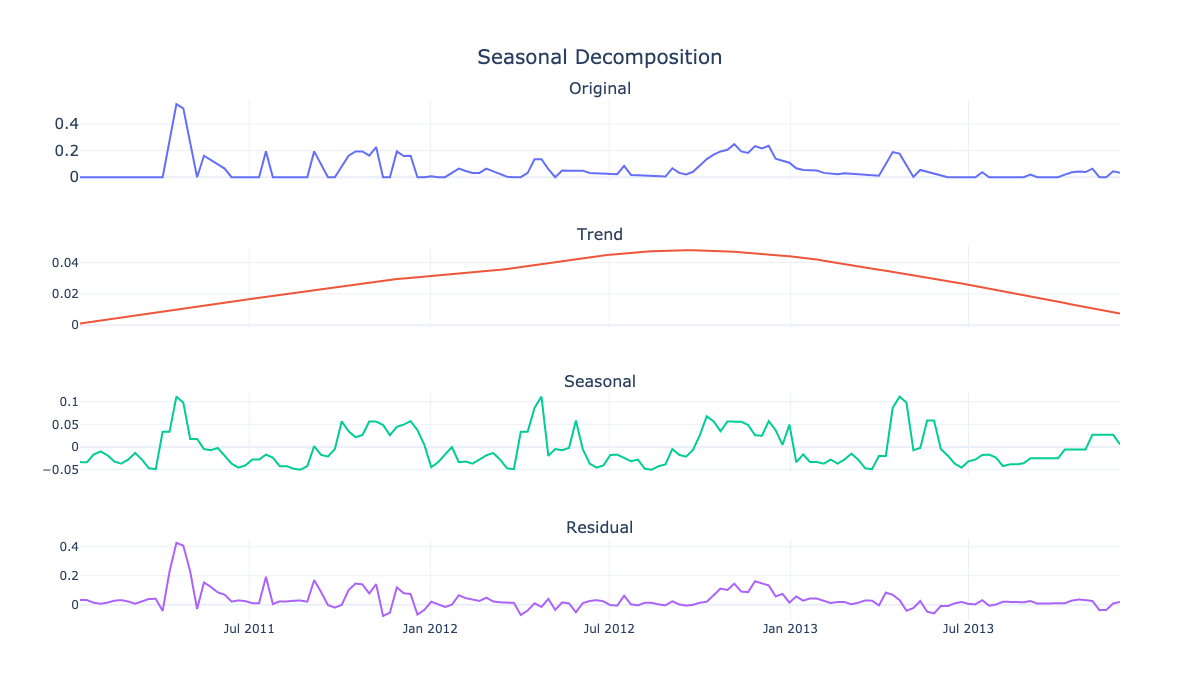 Seasonal Decomposition
Original
0.4
0.2
0
Trend
0.04
0.02
0
Seasonal
0.1
0.05
0
−0.05
Residual
0.4
0.2
0
Jul 2011 Jan 2012 Jul 2012 Jan 2013 Jul 2013